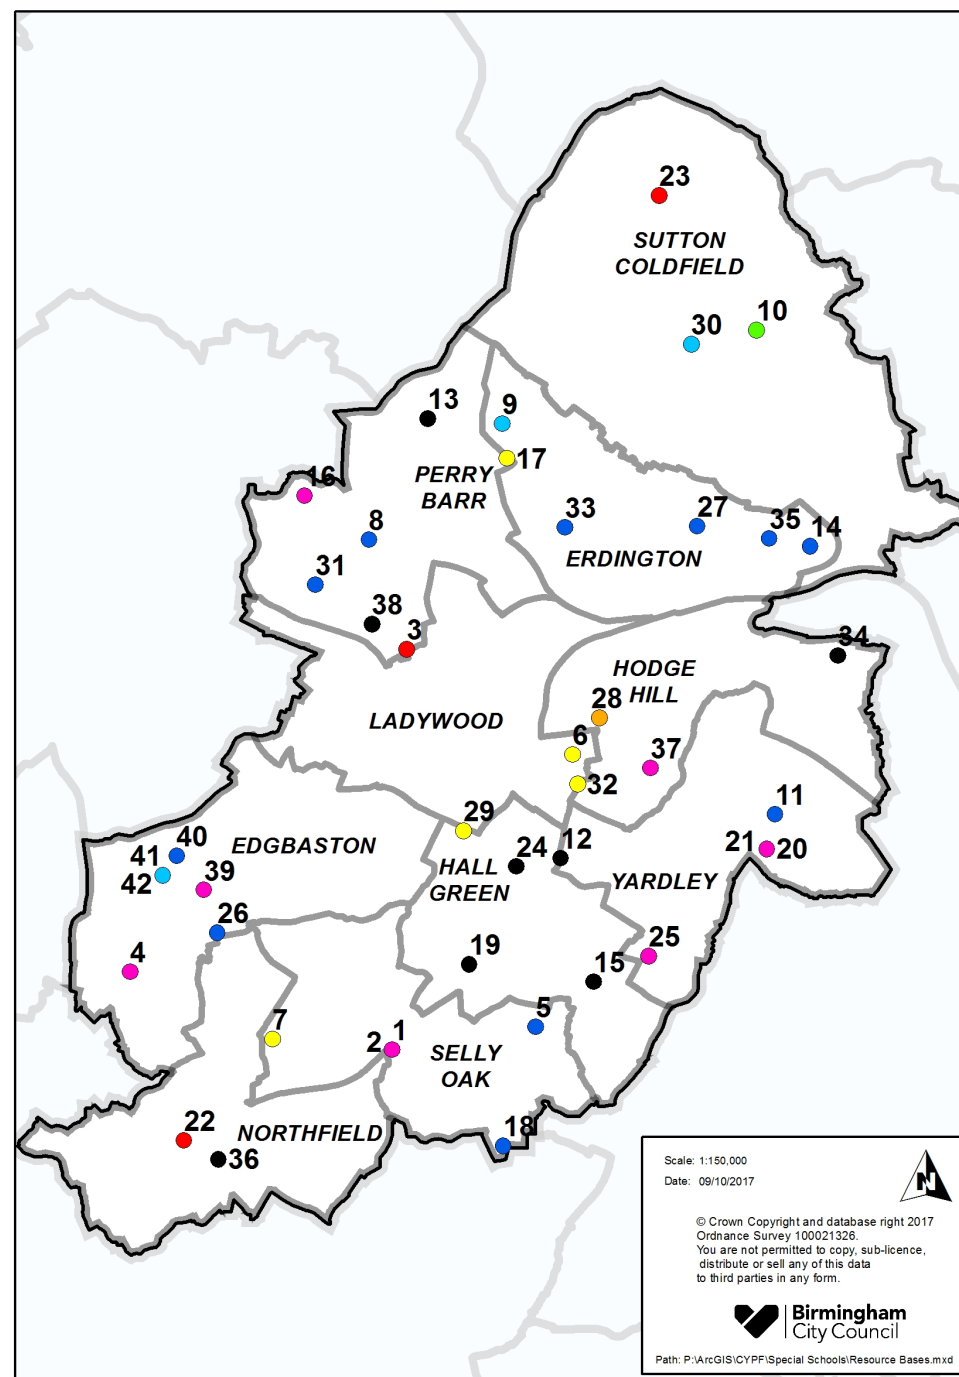 23
SUTTON
COLDFIELD
10
30
13
9
17
PERRY
BARR
16
8
33
27
35
14
ERDINGTON
31
38
3
34
HODGE
HILL
28
LADYWOOD
6
37
32
11
29
12
40
EDGBASTON
24
21
20
41
HALL
GREEN
YARDLEY
42
39
26
4
19
25
15
7
5
2
1
SELLY
OAK
22
NORTHFIELD
18
36
Scale: 1:150,000
Date: 09/10/2017
N
© Crown Copyright and database right 2017
Ordnance Survey 100021326.
You are not permitted to copy, sub-licence,
distribute or sell any of this data
to third parties in any form.
Birmingham
City Council
Path: P:\ArcGIS\CYPF\Special Schools\Resource Bases.mxd